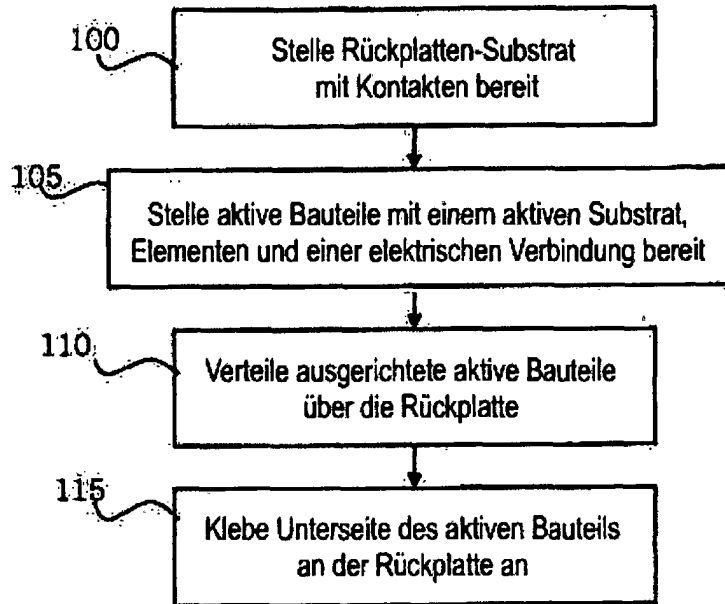 100
Stelle Rückplatten-Substrat
mit Kontakten bereit
105
Stelle aktive Bauteile mit einem aktiven Substrat,
Elementen und einer elektrischen Verbindung bereit
110
Verteile ausgerichtete aktive Bauteile
über die Rückplatte
115
Klebe Unterseite des aktiven Bauteils
an der Rückplatte an